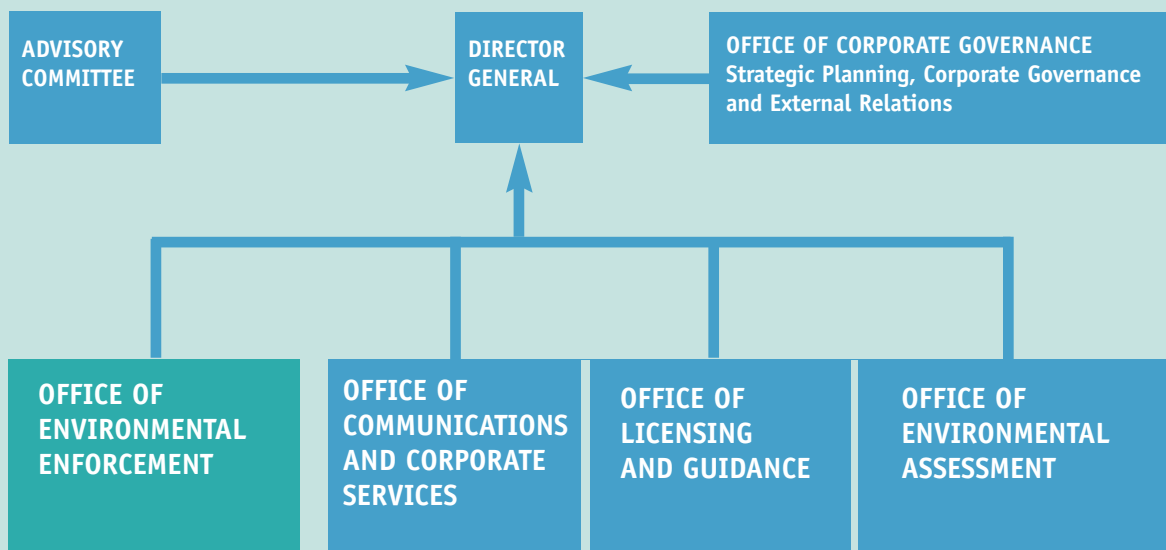 ADVISORY
COMMITTEE
DIRECTOR
GENERAL
OFFICE OF CORPORATE GOVERNANCE
Strategic Planning, Corporate Governance
and External Relations
OFFICE OF
ENVIRONMENTAL
ENFORCEMENT
OFFICE OF
COMMUNICATIONS
AND CORPORATE
SERVICES
OFFICE OF
LICENSING
AND GUIDANCE
OFFICE OF
ENVIRONMENTAL
ASSESSMENT